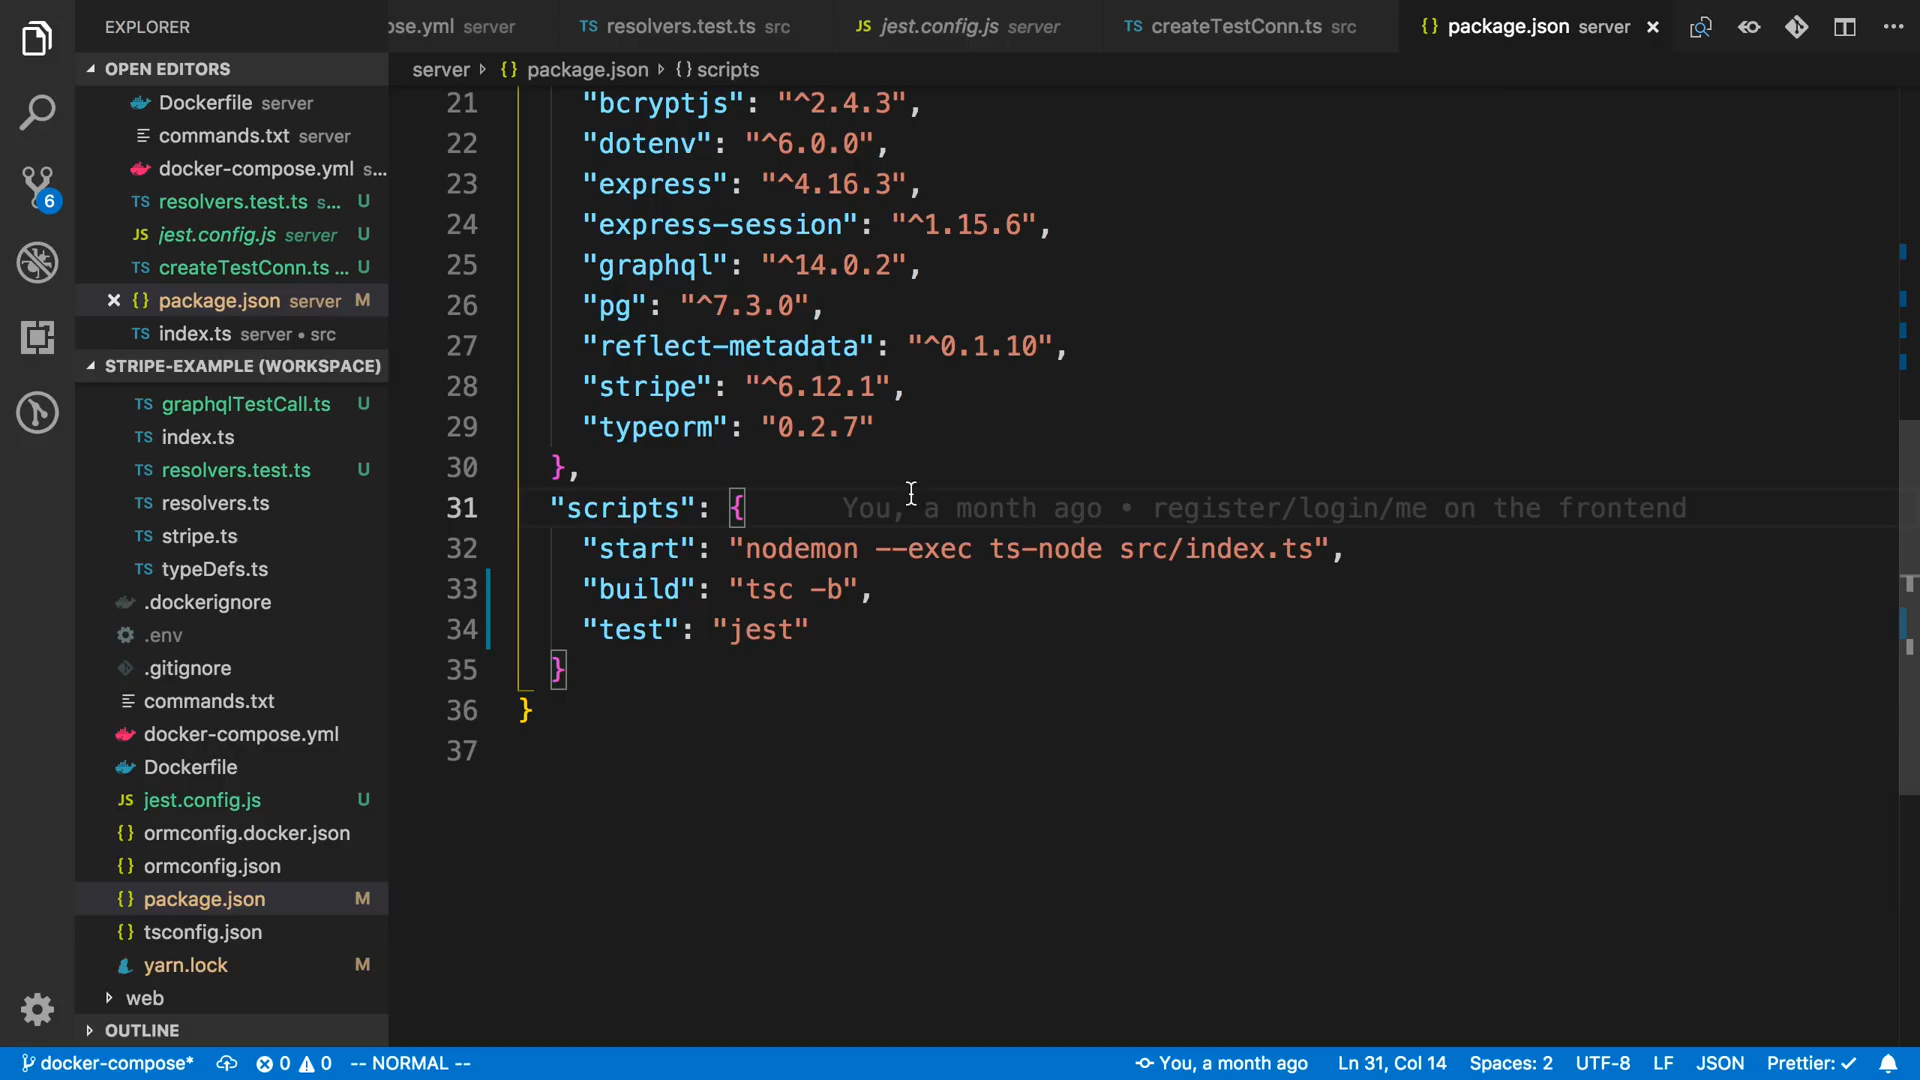 EXPLORER
ose.yml server
TS resolvers.test.ts src
JS jest.config.js server
TS createTestConn.ts src
{} package.json server
OPEN EDITORS
Dockerfile server
commands.txt server
docker-compose.yml s...
TS resolvers.test.ts s... U
JS jest.config.js server U
TS createTestConn.ts ... U
{} package.json server M
TS index.ts server • src
STRIPE-EXAMPLE (WORKSPACE)
TS graphqlTestCall.ts U
TS index.ts
TS resolvers.test.ts U
TS resolvers.ts
TS stripe.ts
TS typeDefs.ts
.dockerignore
.env
.gitignore
commands.txt
docker-compose.yml
Dockerfile
JS jest.config.js U
{} ormconfig.docker.json
{} ormconfig.json
{} package.json M
{} tsconfig.json
yarn.lock M
web
OUTLINE
6
server {} package.json {} scripts
21 "bcryptjs": "^2.4.3",
22 "dotenv": "^6.0.0",
23 "express": "^4.16.3",
24 "express-session": "^1.15.6",
25 "graphql": "^14.0.2",
26 "pg": "^7.3.0",
27 "reflect-metadata": "^0.1.10",
28 "stripe": "^6.12.1",
29 "typeorm": "0.2.7"
30 },
31 "scripts": { You, a month ago • register/login/me on the frontend
32 "start": "nodemon --exec ts-node src/index.ts",
33 "build": "tsc -b",
34 "test": "jest"
35 }
36 }
37
docker-compose* 0 0 -- NORMAL -- You, a month ago Ln 31, Col 14 Spaces: 2 UTF-8 LF JSON Prettier: ✓